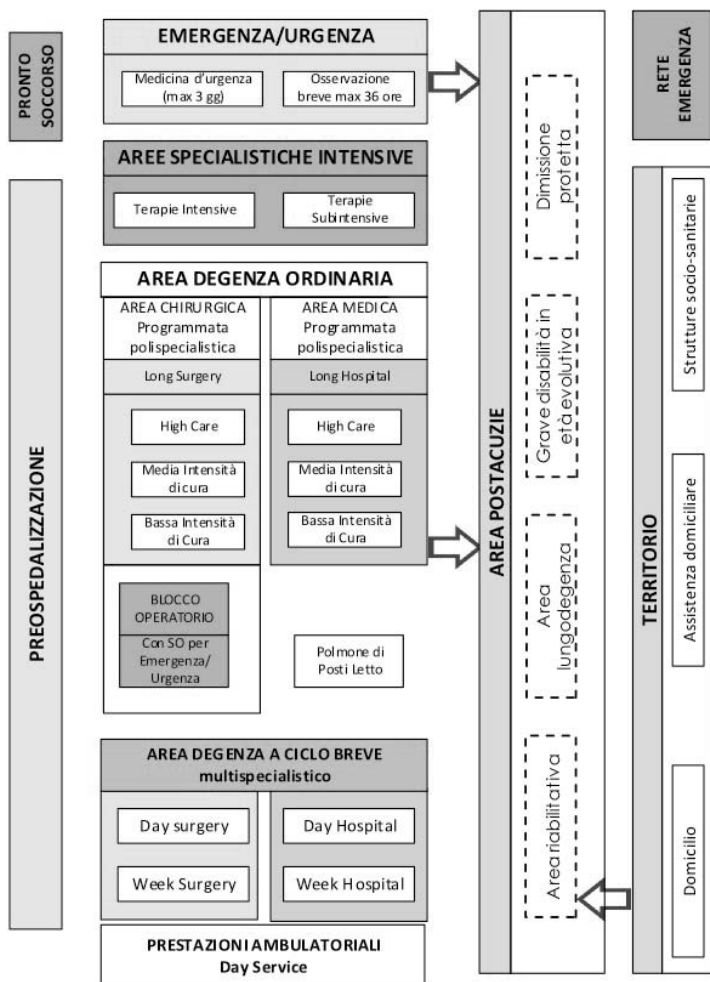 PRONTO
SOCCORSO
PREOSPEDALIZZAZIONE
EMERGENZA/URGENZA
Medicina d'urgenza
(max 3 gg)
Osservazione
breve max 36 ore
AREE SPECIALISTICHE INTENSIVE
Terapie Intensive
Terapie
Subintensive
AREA DEGENZA ORDINARIA
AREA CHIRURGICA
Programmata
polispecialistica
AREA MEDICA
Programmata
polispecialistica
Long Surgery
Long Hospital
High Care
High Care
Media Intensità
di cura
Media Intensità
di cura
Bassa Intensità
di Cura
Bassa Intensità
di Cura
BLOCCO
OPERATORIO
Con SO per
Emergenza/
Urgenza
Polmone di
Posti Letto
AREA DEGENZA A CICLO BREVE
multispecialistico
Day surgery
Day Hospital
Week Surgery
Week Hospital
PRESTAZIONI AMBULATORIALI
Day Service
AREA POSTACUZIE
Dimissione
protetta
Grave disabilità in
età evolutiva
Area
lungodegenza
Area riabilitativa
RETE
EMERGENZA
TERRITORIO
Strutture socio-sanitarie
Assistenza domiciliare
Domicilio